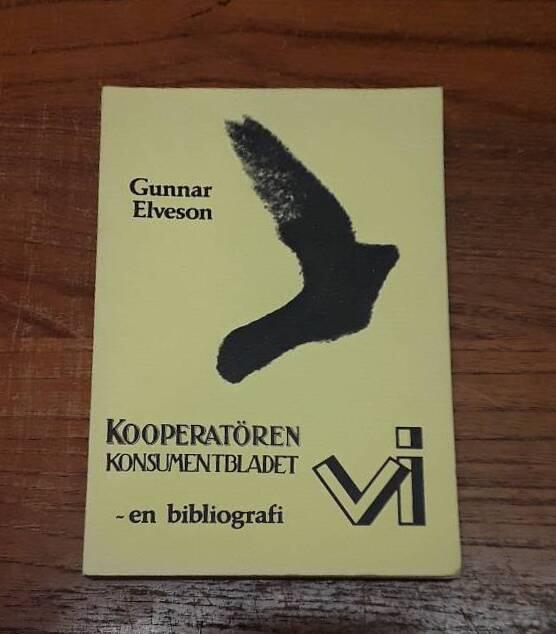 Gunnar
Elveson
KOOPERATÖREN
KONSUMENTBLADET
vi
- en bibliografi